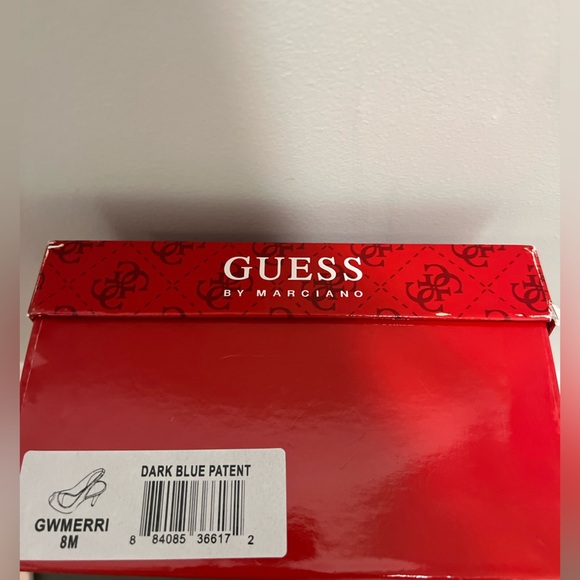 GUESS
BY MARCIANO
DARK BLUE PATENT
GWMERRI
8M
8 84085 36617 2